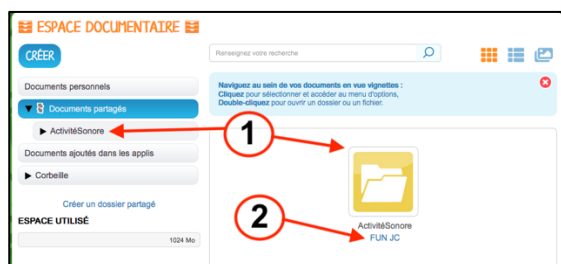 ESPACE DOCUMENTAIRE
CRÉER
Renseignez votre recherche
Documents personnels
Documents partagés
ActivitéSonore
Documents ajoutés dans les applis
Corbeille
Créer un dossier partagé
ESPACE UTILISÉ
1024 Mo
Naviguez au sein de vos documents en vue vignettes :
Cliquez pour sélectionner et accéder au menu d'options,
Double-cliquez pour ouvrir un dossier ou un fichier.
1
2
ActivitéSonore
FUN JC